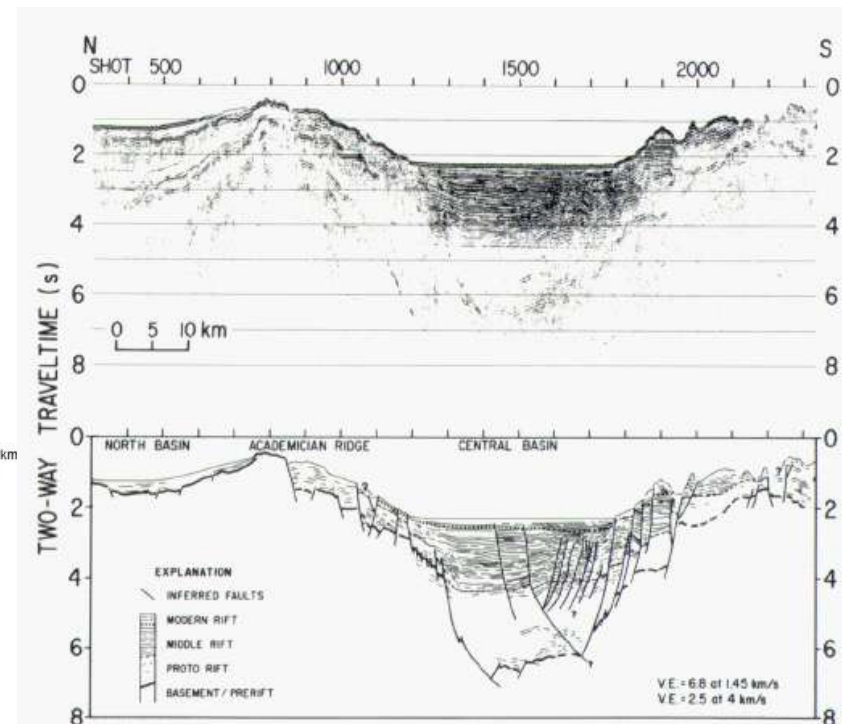 N S
SHOT 500 1000 1500 2000
0 0
2 2
4 4
6 6
0 5 10 km
8 8
TWO-WAY TRAVELTIME (s)
km
0 0
NORTH BASIN ACADEMICIAN RIDGE CENTRAL BASIN
?
?
2 2
4 4
EXPLANATION
INFERRED FAULTS
MODERN RIFT
MIDDLE RIFT
?
6 6
PROTO RIFT
BASEMENT/PRERIFT
V.E. = 6.8 at 1.45 km/s
V.E. = 2.5 at 4 km/s
8 8